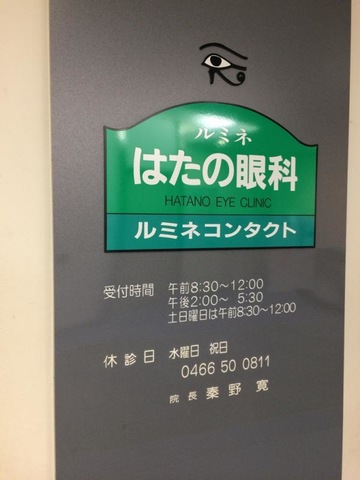 ルミネ
はたの眼科
HATANO EYE CLINIC
ルミネコンタクト
受付時間 午前8:30〜12:00
午後2:00〜 5:30
土日曜日は午前8:30〜12:00
休診日 水曜日 祝日
0466 50 0811
院長 秦野 寛